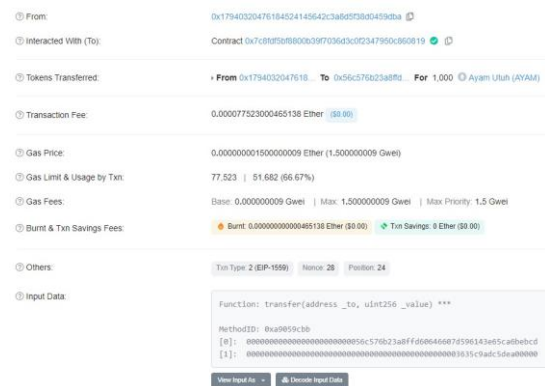 From:
0x17940320476184524145642c3a8d5f38d0459dba
Interacted With (To):
Contract 0x7c8fdf5bf8800b39f7036d3c0f2347950c860819
Tokens Transferred:
From 0x1794032047618... To 0x56c576b23a8ffd... For 1,000 Ayam Utuh (AYAM)
Transaction Fee:
0.000077523000465138 Ether ($0.00)
Gas Price:
0.000000001500000009 Ether (1.500000009 Gwei)
Gas Limit & Usage by Txn:
77,523 | 51,682 (66.67%)
Gas Fees:
Base: 0.000000009 Gwei | Max: 1.500000009 Gwei | Max Priority: 1.5 Gwei
Burnt & Txn Savings Fees:
Burnt: 0.000000000000465138 Ether ($0.00) Txn Savings: 0 Ether ($0.00)
Others:
Txn Type: 2 (EIP-1559) Nonce: 28 Position: 24
Input Data:
Function: transfer(address _to, uint256 _value) ***
MethodID: 0xa9059cbb
[0]: 00000000000000000000000056c576b23a8ffd60646607d596143e65ca6bebcd
[1]: 00000000000000000000000000000000000000000000003635c9adc5dea00000
View Input As Decode Input Data